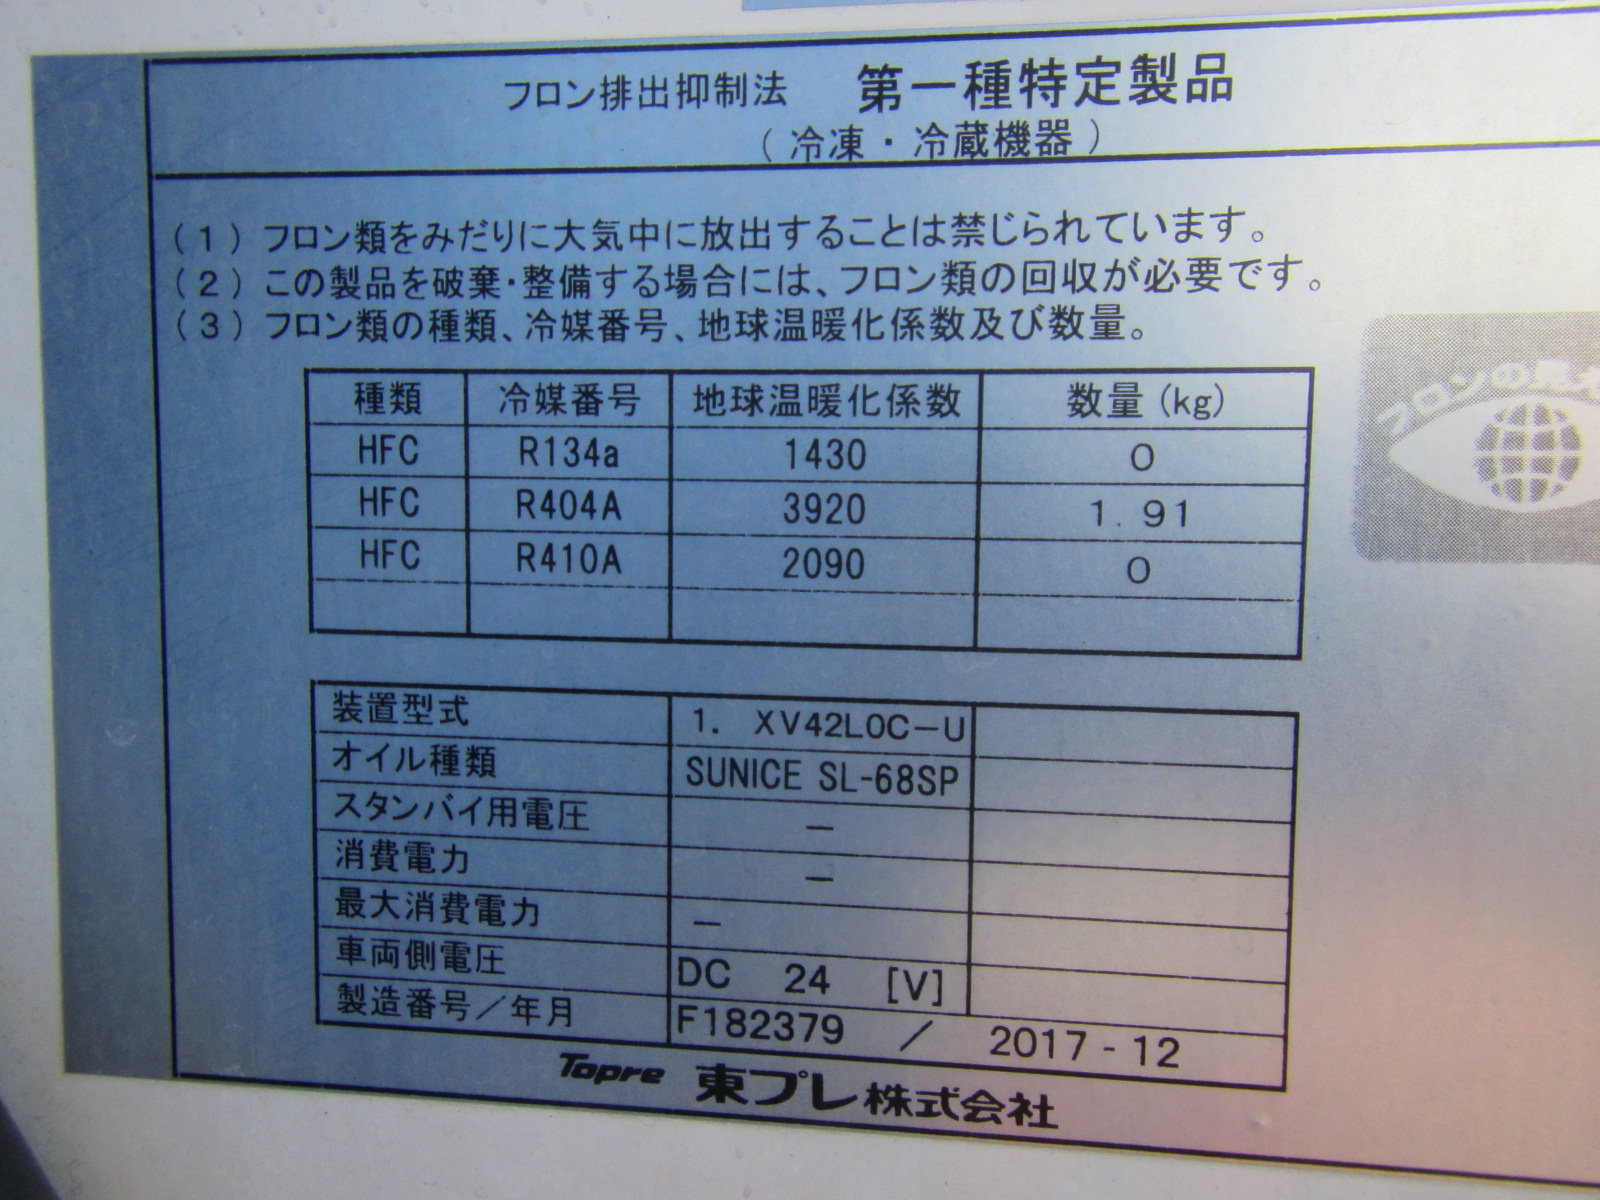 フロン排出抑制法 第一種特定製品
(冷凍・冷蔵機器)
(1)フロン類をみだりに大気中に放出することは禁じられています。
(2)この製品を破棄・整備する場合には、フロン類の回収が必要です。
(3)フロン類の種類、冷媒番号、地球温暖化係数及び数量。
種類 冷媒番号 地球温暖化係数 数量(kg)
HFC R134a 1430 0
HFC R404A 3920 1.91
HFC R410A 2090 0
フロンの見
装置型式 1. XV42L0C-U
オイル種類 SUNICE SL-68SP
スタンバイ用電圧 -
消費電力 -
最大消費電力 -
車両側電圧 DC 24 [V]
製造番号/年月 F182379 / 2017-12
Topre 東プレ株式会社